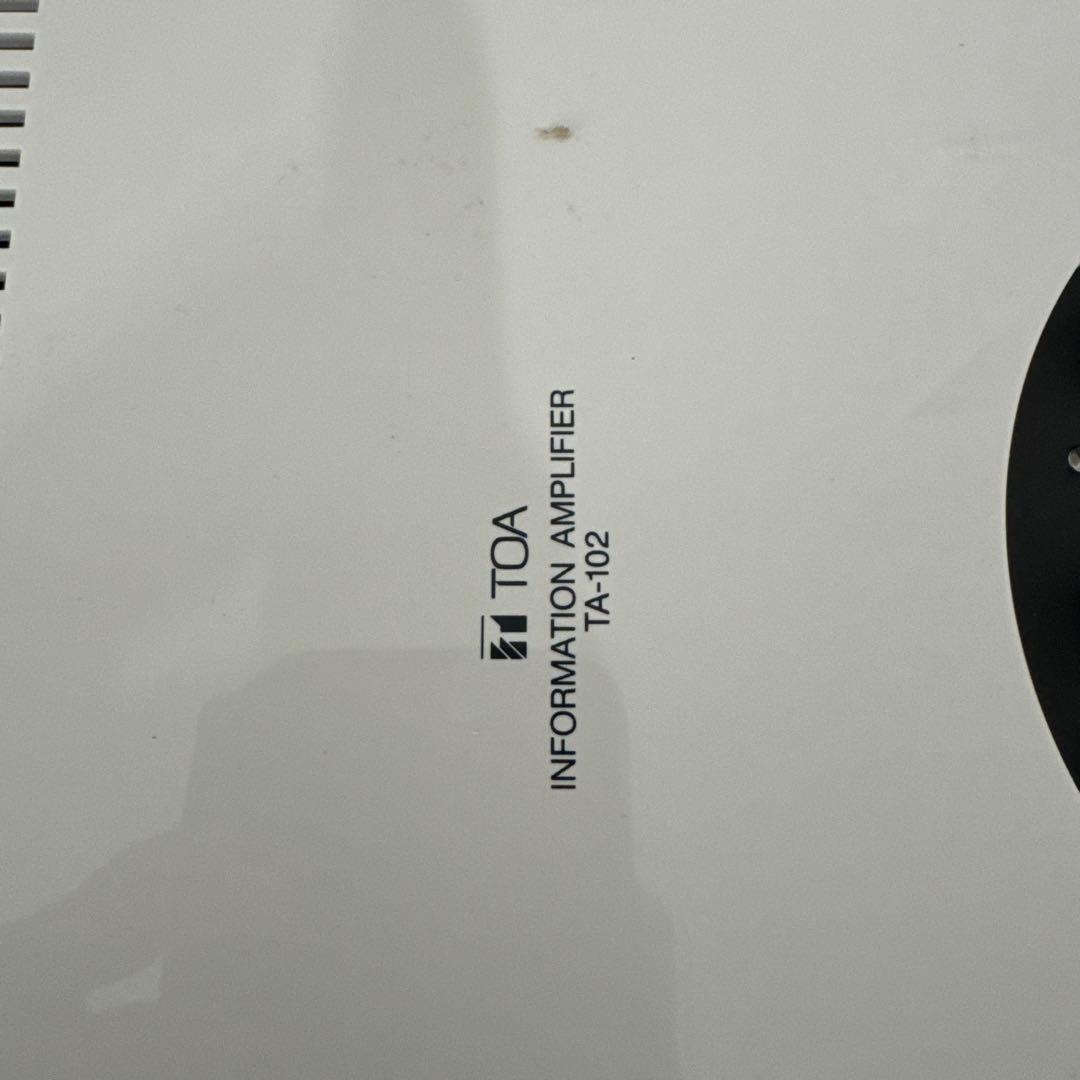 TOA
INFORMATION AMPLIFIER
TA-102